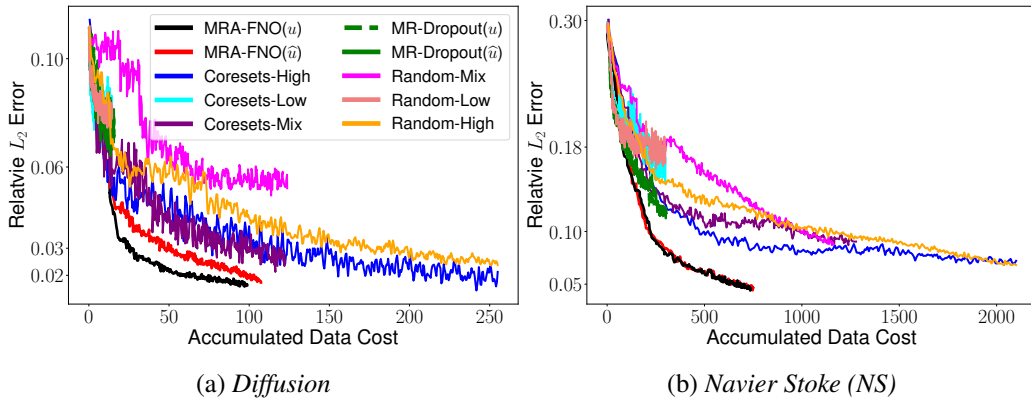 0.10
0.06
0.03
0.02
Relatvie L2 Error
MRA-FNO(u)
MRA-FNO(û)
Coresets-High
Coresets-Low
Coresets-Mix
MR-Dropout(u)
MR-Dropout(û)
Random-Mix
Random-Low
Random-High
0 50 100 150 200 250
Accumulated Data Cost
(a) Diffusion
0.30
0.18
0.10
0.05
Relatvie L2 Error
0 500 1000 1500 2000
Accumulated Data Cost
(b) Navier Stoke (NS)